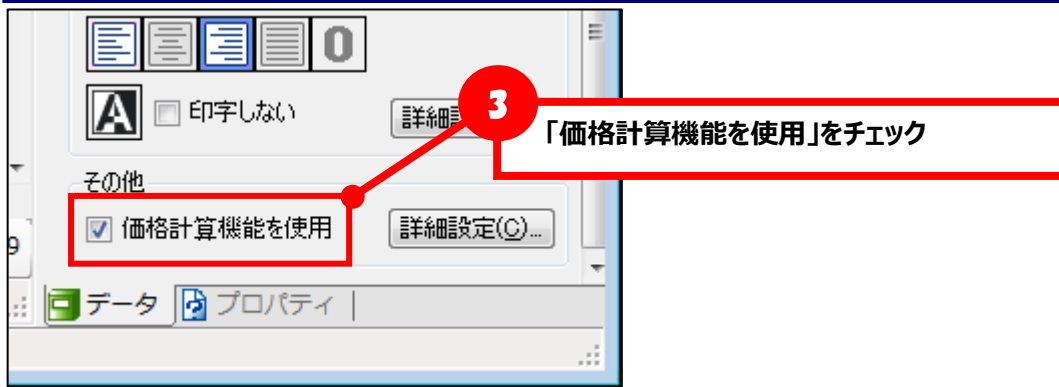 0
A 印字しない
詳細
3
「価格計算機能を使用」をチェック
その他
価格計算機能を使用
詳細設定(C)...
9
データ
プロパティ